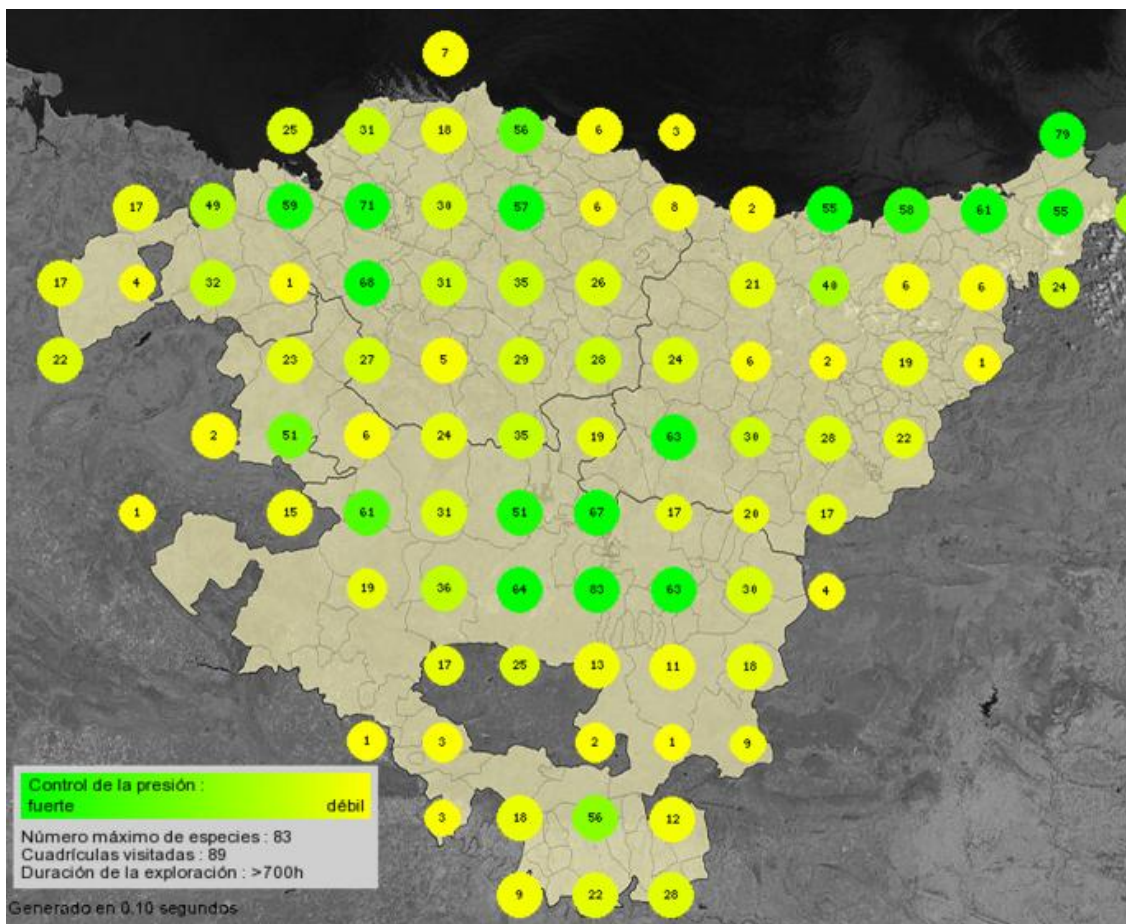 7
25 31 18 56 6 3 79
17 49 59 71 30 57 6 8 2 55 58 61 55
17 4 32 1 68 31 35 26 21 40 6 6 24
22 23 27 5 29 28 24 6 2 19 1
2 51 6 24 35 19 63 30 28 22
1 15 61 31 51 67 17 20 17
19 36 64 83 63 30 4
17 25 13 11 18
1 3 2 1 9
3 18 56 12
9 22 28
Control de la presión :
fuerte débil
Número máximo de especies : 83
Cuadrículas visitadas : 89
Duración de la exploración : >700h
Generado en 0.10 segundos